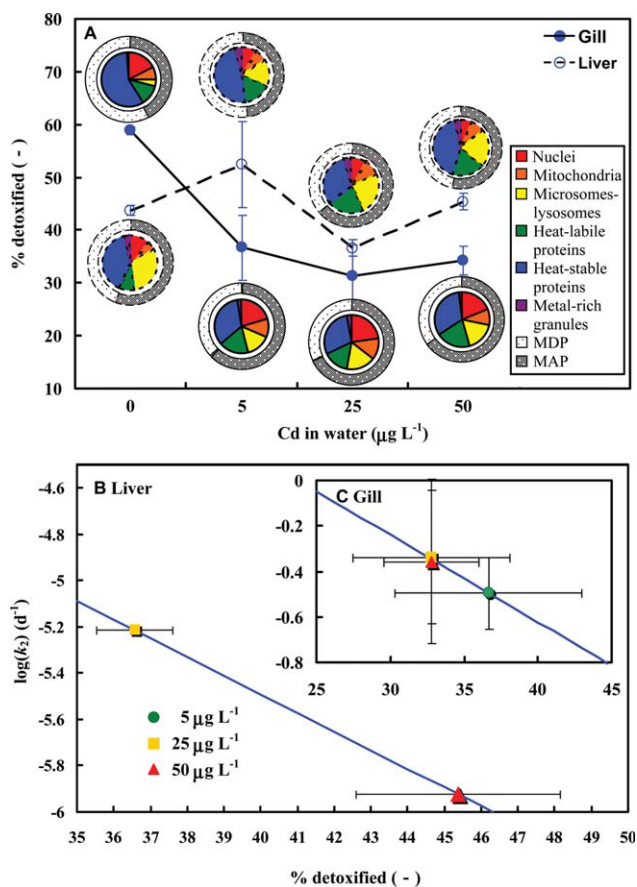 A
Gill
Liver
80
70
60
50
40
30
20
10
% detoxified ( - )
Nuclei
Mitochondria
Microsomes-
lysosomes
Heat-labile
proteins
Heat-stable
proteins
Metal-rich
granules
MDP
MAP
0 5 25 50
Cd in water (µg L⁻¹)
B Liver
-4.5
-4.6
-4.8
-5
-5.2
-5.4
-5.6
-5.8
-6
log(k₂) (d⁻¹)
5 µg L⁻¹
25 µg L⁻¹
50 µg L⁻¹
35 36 37 38 39 40 41 42 43 44 45 46 47 48 49 50
% detoxified ( - )
C Gill
0
-0.2
-0.4
-0.6
-0.8
25 30 35 40 45